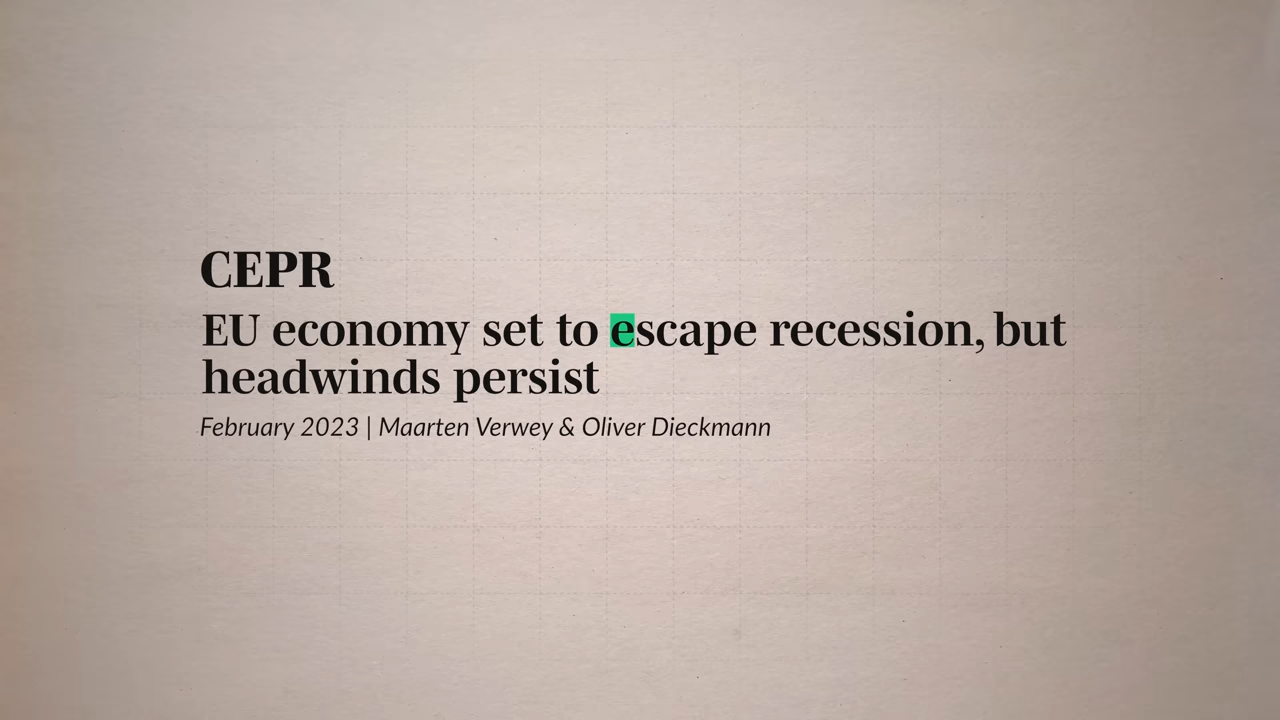 CEPR
EU economy set to escape recession, but
headwinds persist
February 2023 | Maarten Verwey & Oliver Dieckmann